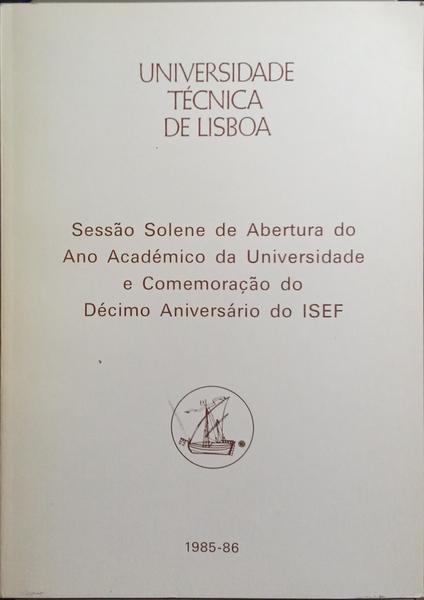 UNIVERSIDADE
TÉCNICA
DE LISBOA
Sessão Solene de Abertura do
Ano Académico da Universidade
e Comemoração do
Décimo Aniversário do ISEF
1985-86